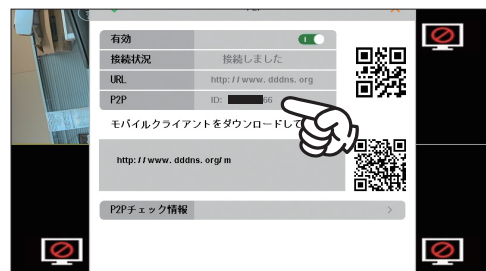 有効
接続状況 接続しました
URL http://www.dddns.org
P2P ID: 66
モバイルクライアントをダウンロードして
http://www.dddns.org/m
P2Pチェック情報 >